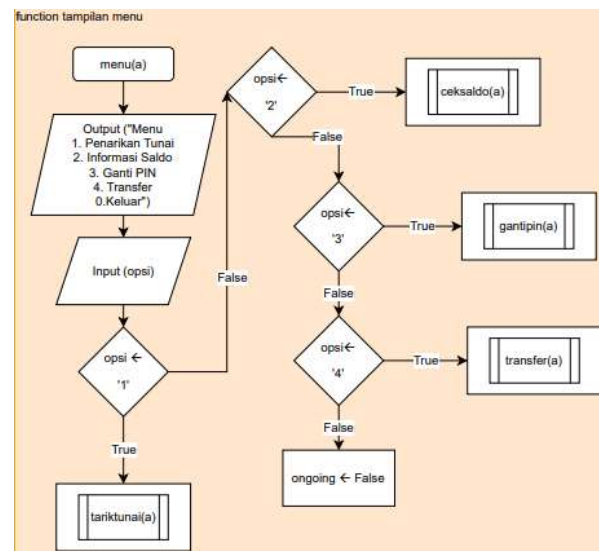 function tampilan menu
menu(a)
Output ("Menu
1. Penarikan Tunai
2. Informasi Saldo
3. Ganti PIN
4. Transfer
0.Keluar")
Input (opsi)
opsi ←
'1'
True
tariktunai(a)
False
opsi←
'2'
True
ceksaldo(a)
False
opsi←
'3'
True
gantipin(a)
False
opsi←
'4'
True
transfer(a)
False
ongoing ← False